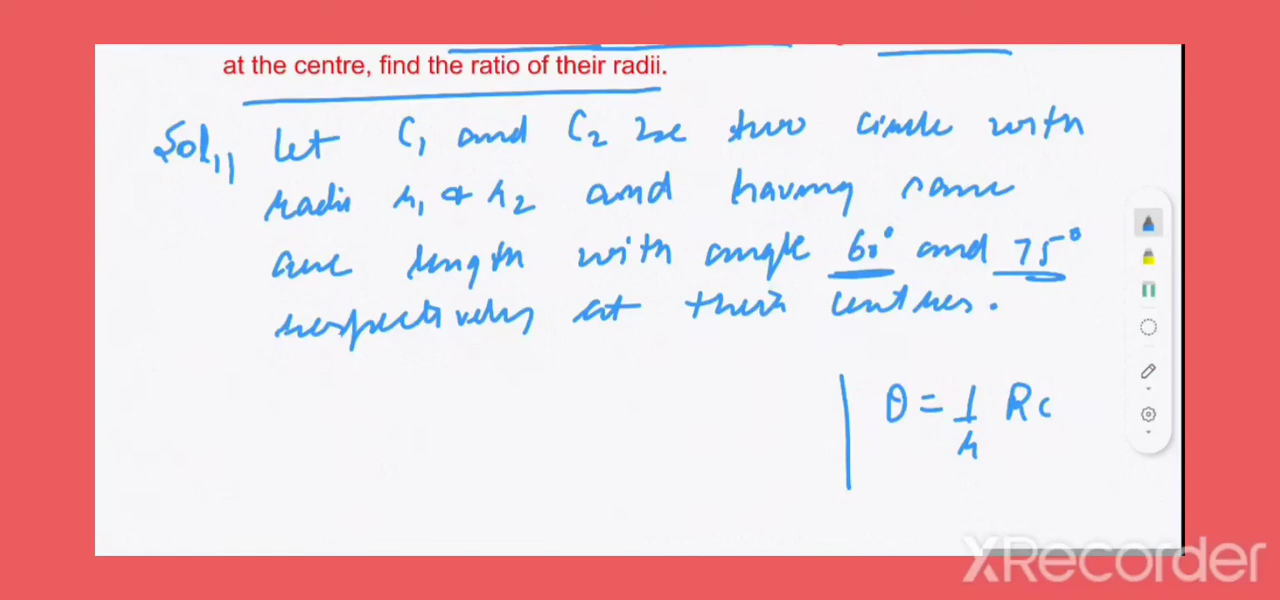 at the centre, find the ratio of their radii.
Sol,, let C1 and C2 be two circle with
radii r1 & r2 and having same
arc length with angle 60° and 75°
respectively at their centres.
θ = l/r Rc
XRecorder